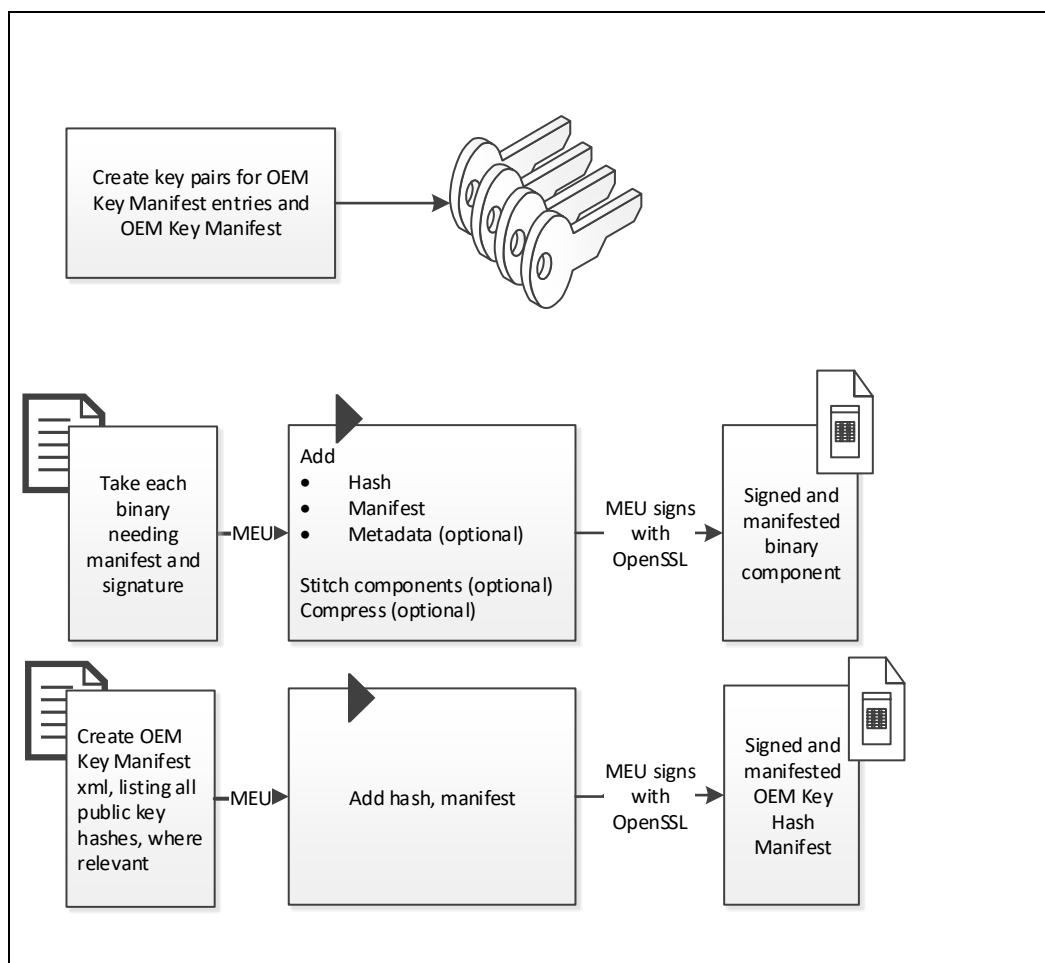 Create key pairs for OEM
Key Manifest entries and
OEM Key Manifest
Take each
binary
needing
manifest and
signature
MEU
Add
• Hash
• Manifest
• Metadata (optional)
Stitch components (optional)
Compress (optional)
MEU signs
with
OpenSSL
Signed and
manifested
binary
component
Create OEM
Key Manifest
xml, listing all
public key
hashes, where
relevant
MEU
Add hash, manifest
MEU signs
with
OpenSSL
Signed and
manifested
OEM Key
Hash
Manifest